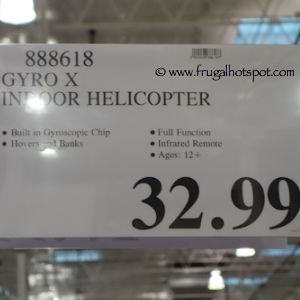 888618
www.frugalhotspot.com
GYRO X
INDOOR HELICOPTER
• Built in Gyroscopic Chip
• Hovers and Banks
• Full Function
• Infrared Remote
• Ages: 12+
32.99